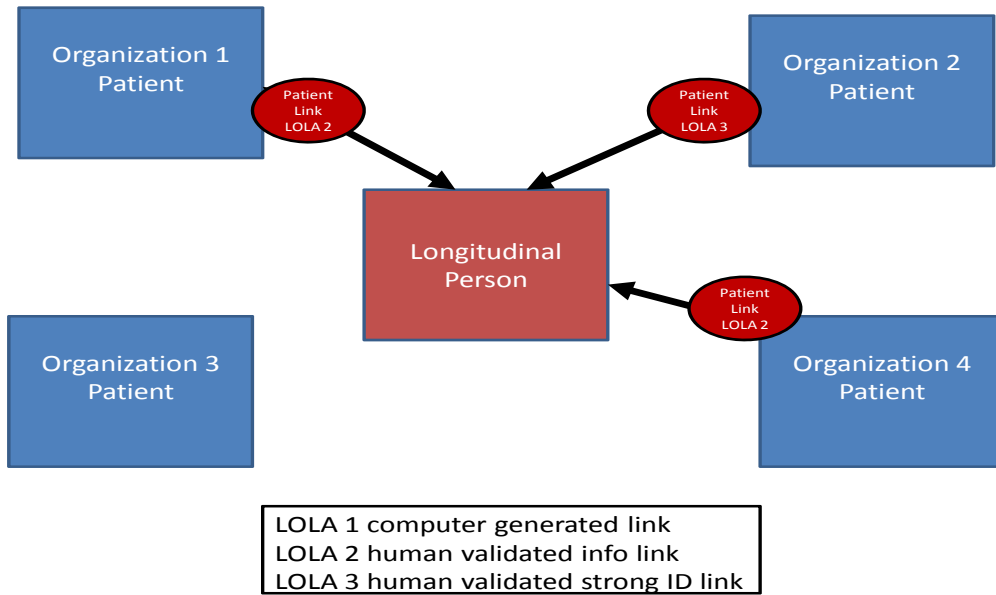 Organization 1
Patient
Organization 2
Patient
Patient
Link
LOLA 2
Patient
Link
LOLA 3
Longitudinal
Person
Patient
Link
LOLA 2
Organization 3
Patient
Organization 4
Patient
LOLA 1 computer generated link
LOLA 2 human validated info link
LOLA 3 human validated strong ID link